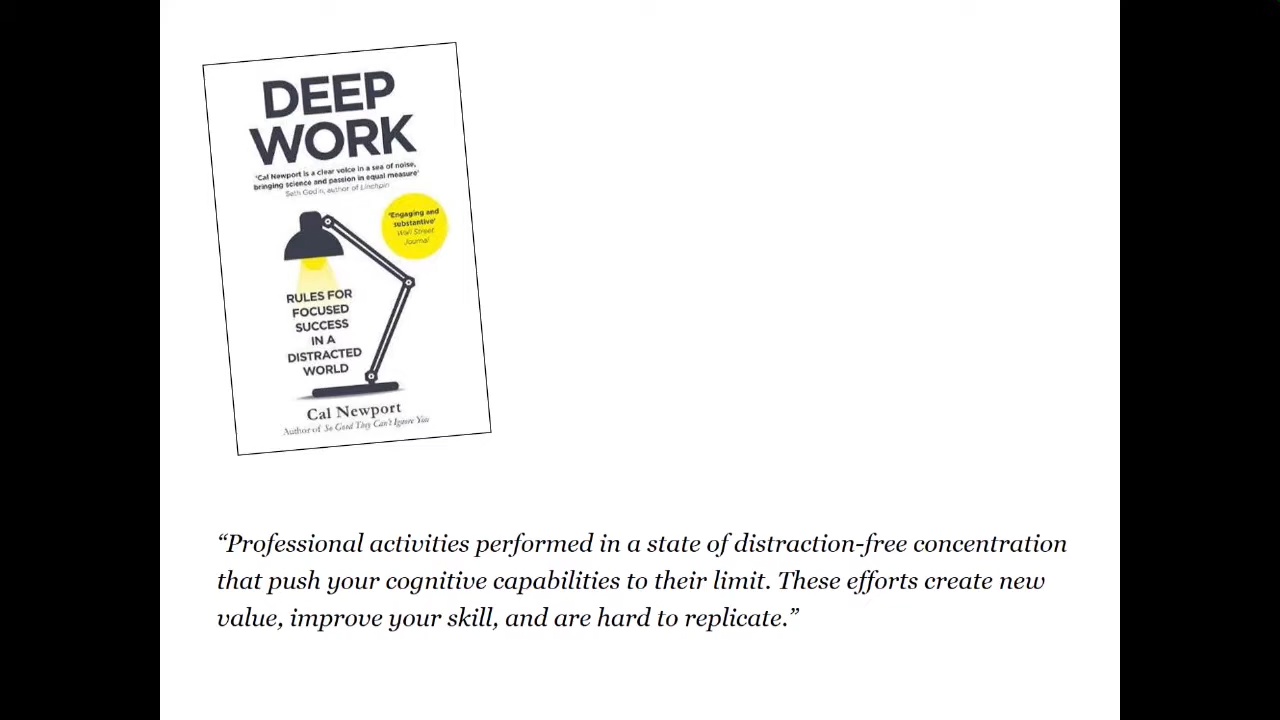 DEEP
WORK
'Cal Newport is a clear voice in a sea of noise,
bringing science and passion in equal measure'
Seth Godin, author of Linchpin
'Engaging and
substantive'
Wall Street
Journal
RULES FOR
FOCUSED
SUCCESS
IN A
DISTRACTED
WORLD
Cal Newport
Author of So Good They Can't Ignore You
“Professional activities performed in a state of distraction-free concentration
that push your cognitive capabilities to their limit. These efforts create new
value, improve your skill, and are hard to replicate.”